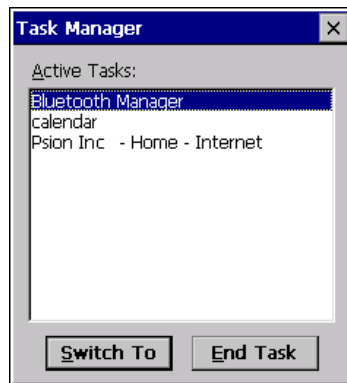 Task Manager
Active Tasks:
Bluetooth Manager
calendar
Psion Inc  - Home - Internet
Switch To
End Task